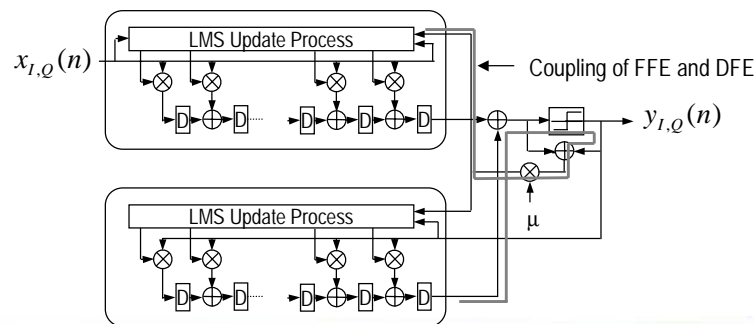 LMS Update Process
x_{I,Q}(n)
Coupling of FFE and DFE
D D ...... D D D
y_{I,Q}(n)
μ
LMS Update Process
D D ...... D D D